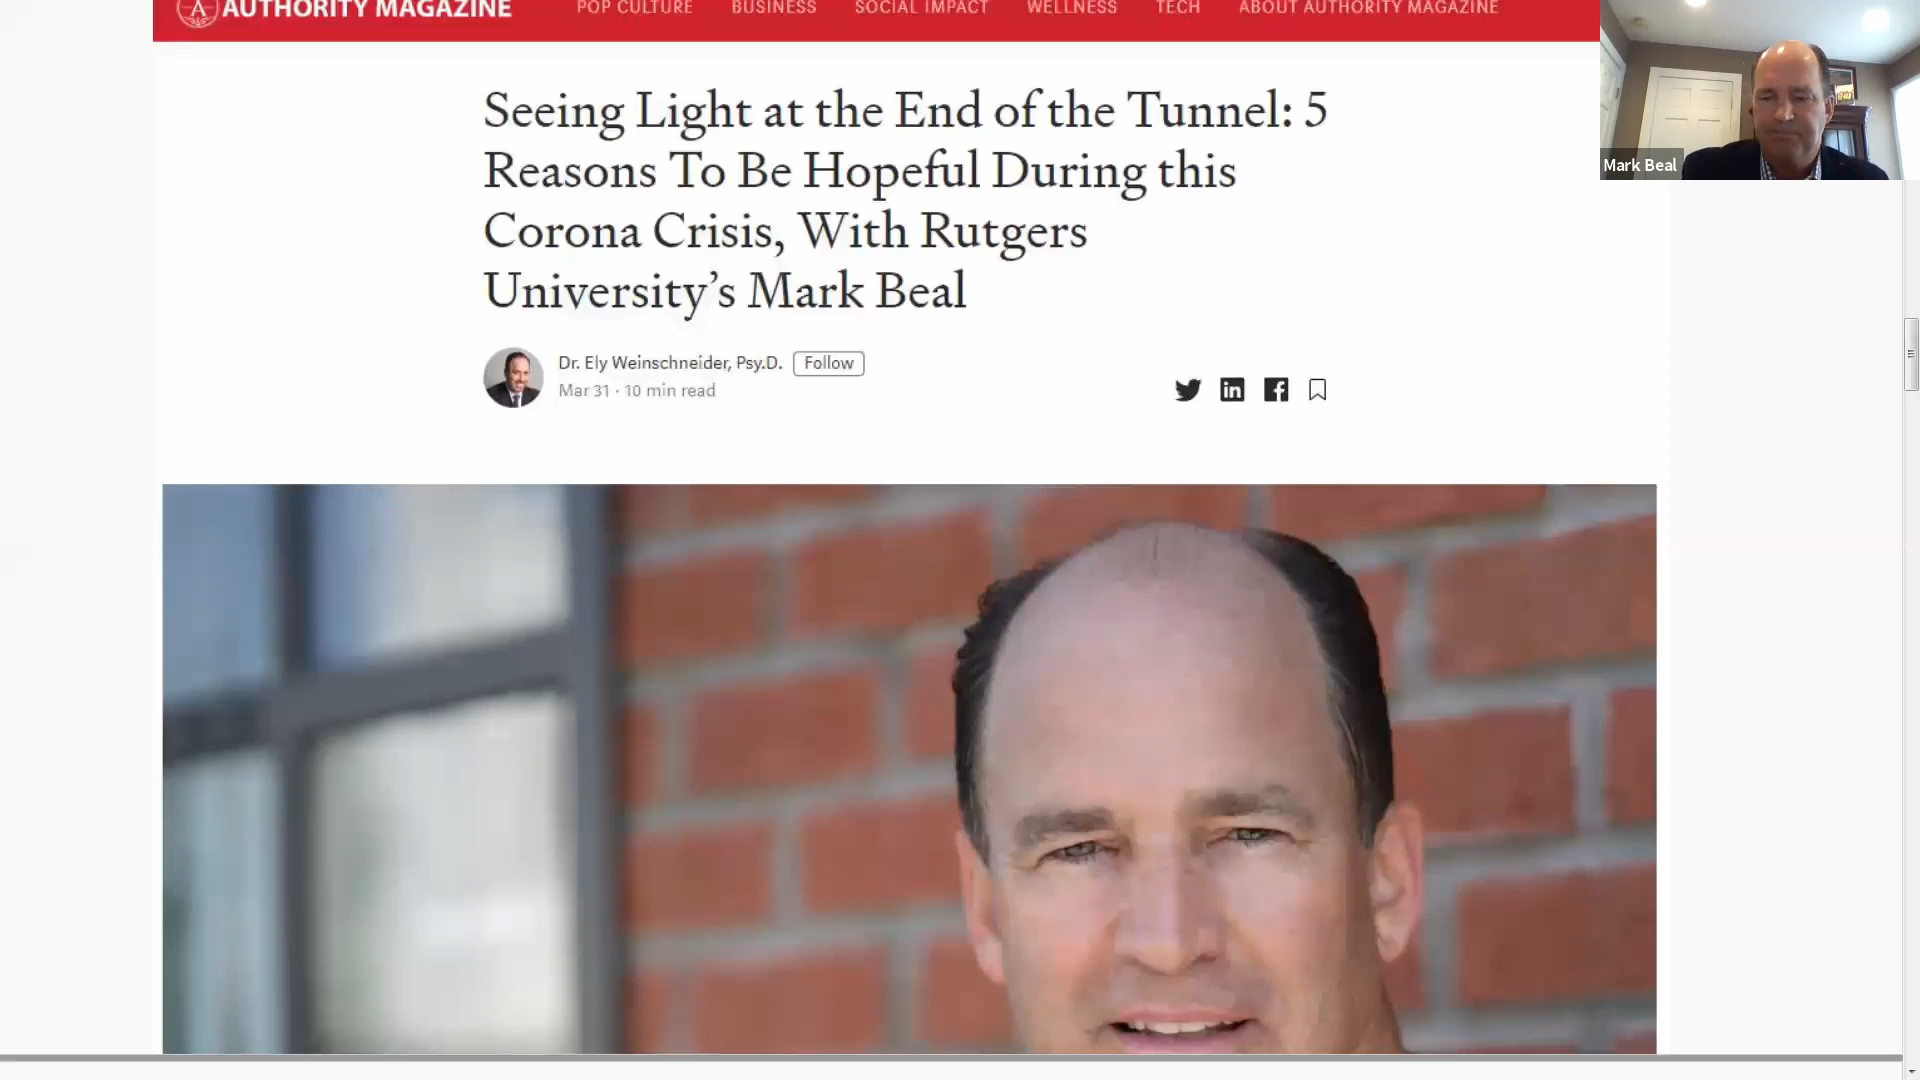 AUTHORITY MAGAZINE
POP CULTURE BUSINESS SOCIAL IMPACT WELLNESS TECH ABOUT AUTHORITY MAGAZINE
Mark Beal
Seeing Light at the End of the Tunnel: 5
Reasons To Be Hopeful During this
Corona Crisis, With Rutgers
University’s Mark Beal
Dr. Ely Weinschneider, Psy.D. Follow
Mar 31 · 10 min read